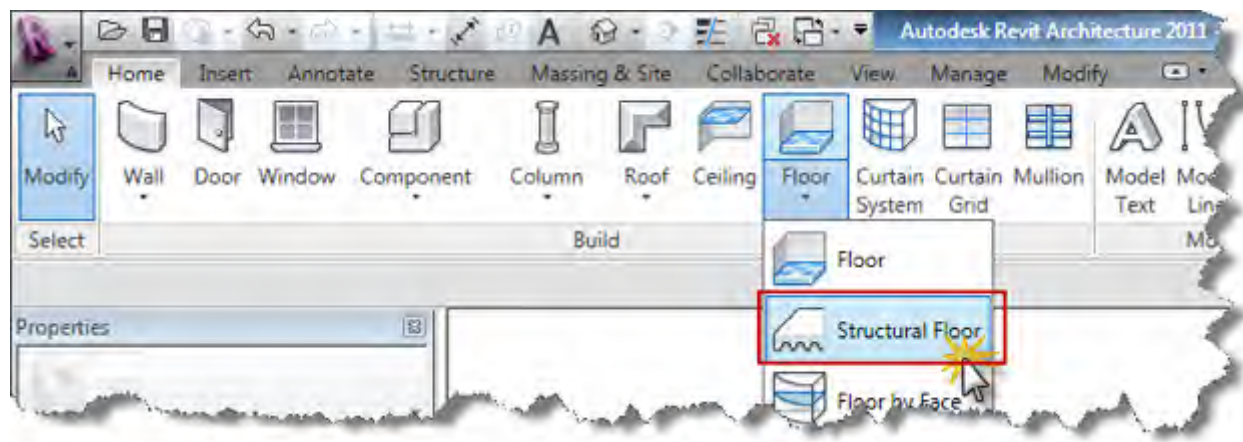 A Autodesk Revit Architecture 2011
Home Insert Annotate Structure Massing & Site Collaborate View Manage Modify
Modify Wall Door Window Component Column Roof Ceiling Floor Curtain System Curtain Grid Mullion Model Text
Select Build
Floor
Properties
Structural Floor
Floor by Face